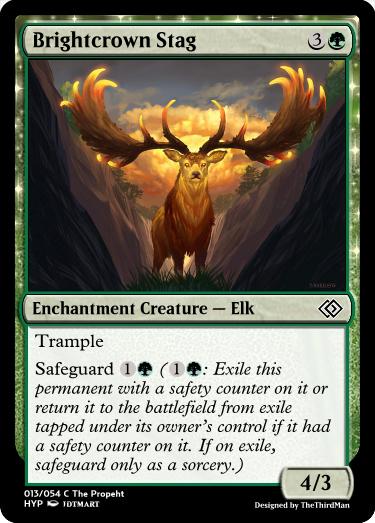 Brightcrown Stag 3
Enchantment Creature — Elk
Trample
Safeguard 1 (1: Exile this
permanent with a safety counter on it or
return it to the battlefield from exile
tapped under its owner's control if it had
a safety counter on it. If on exile,
safeguard only as a sorcery.)
4/3
013/054 C The Propeht
HYP IDTMART
Designed by TheThirdMan